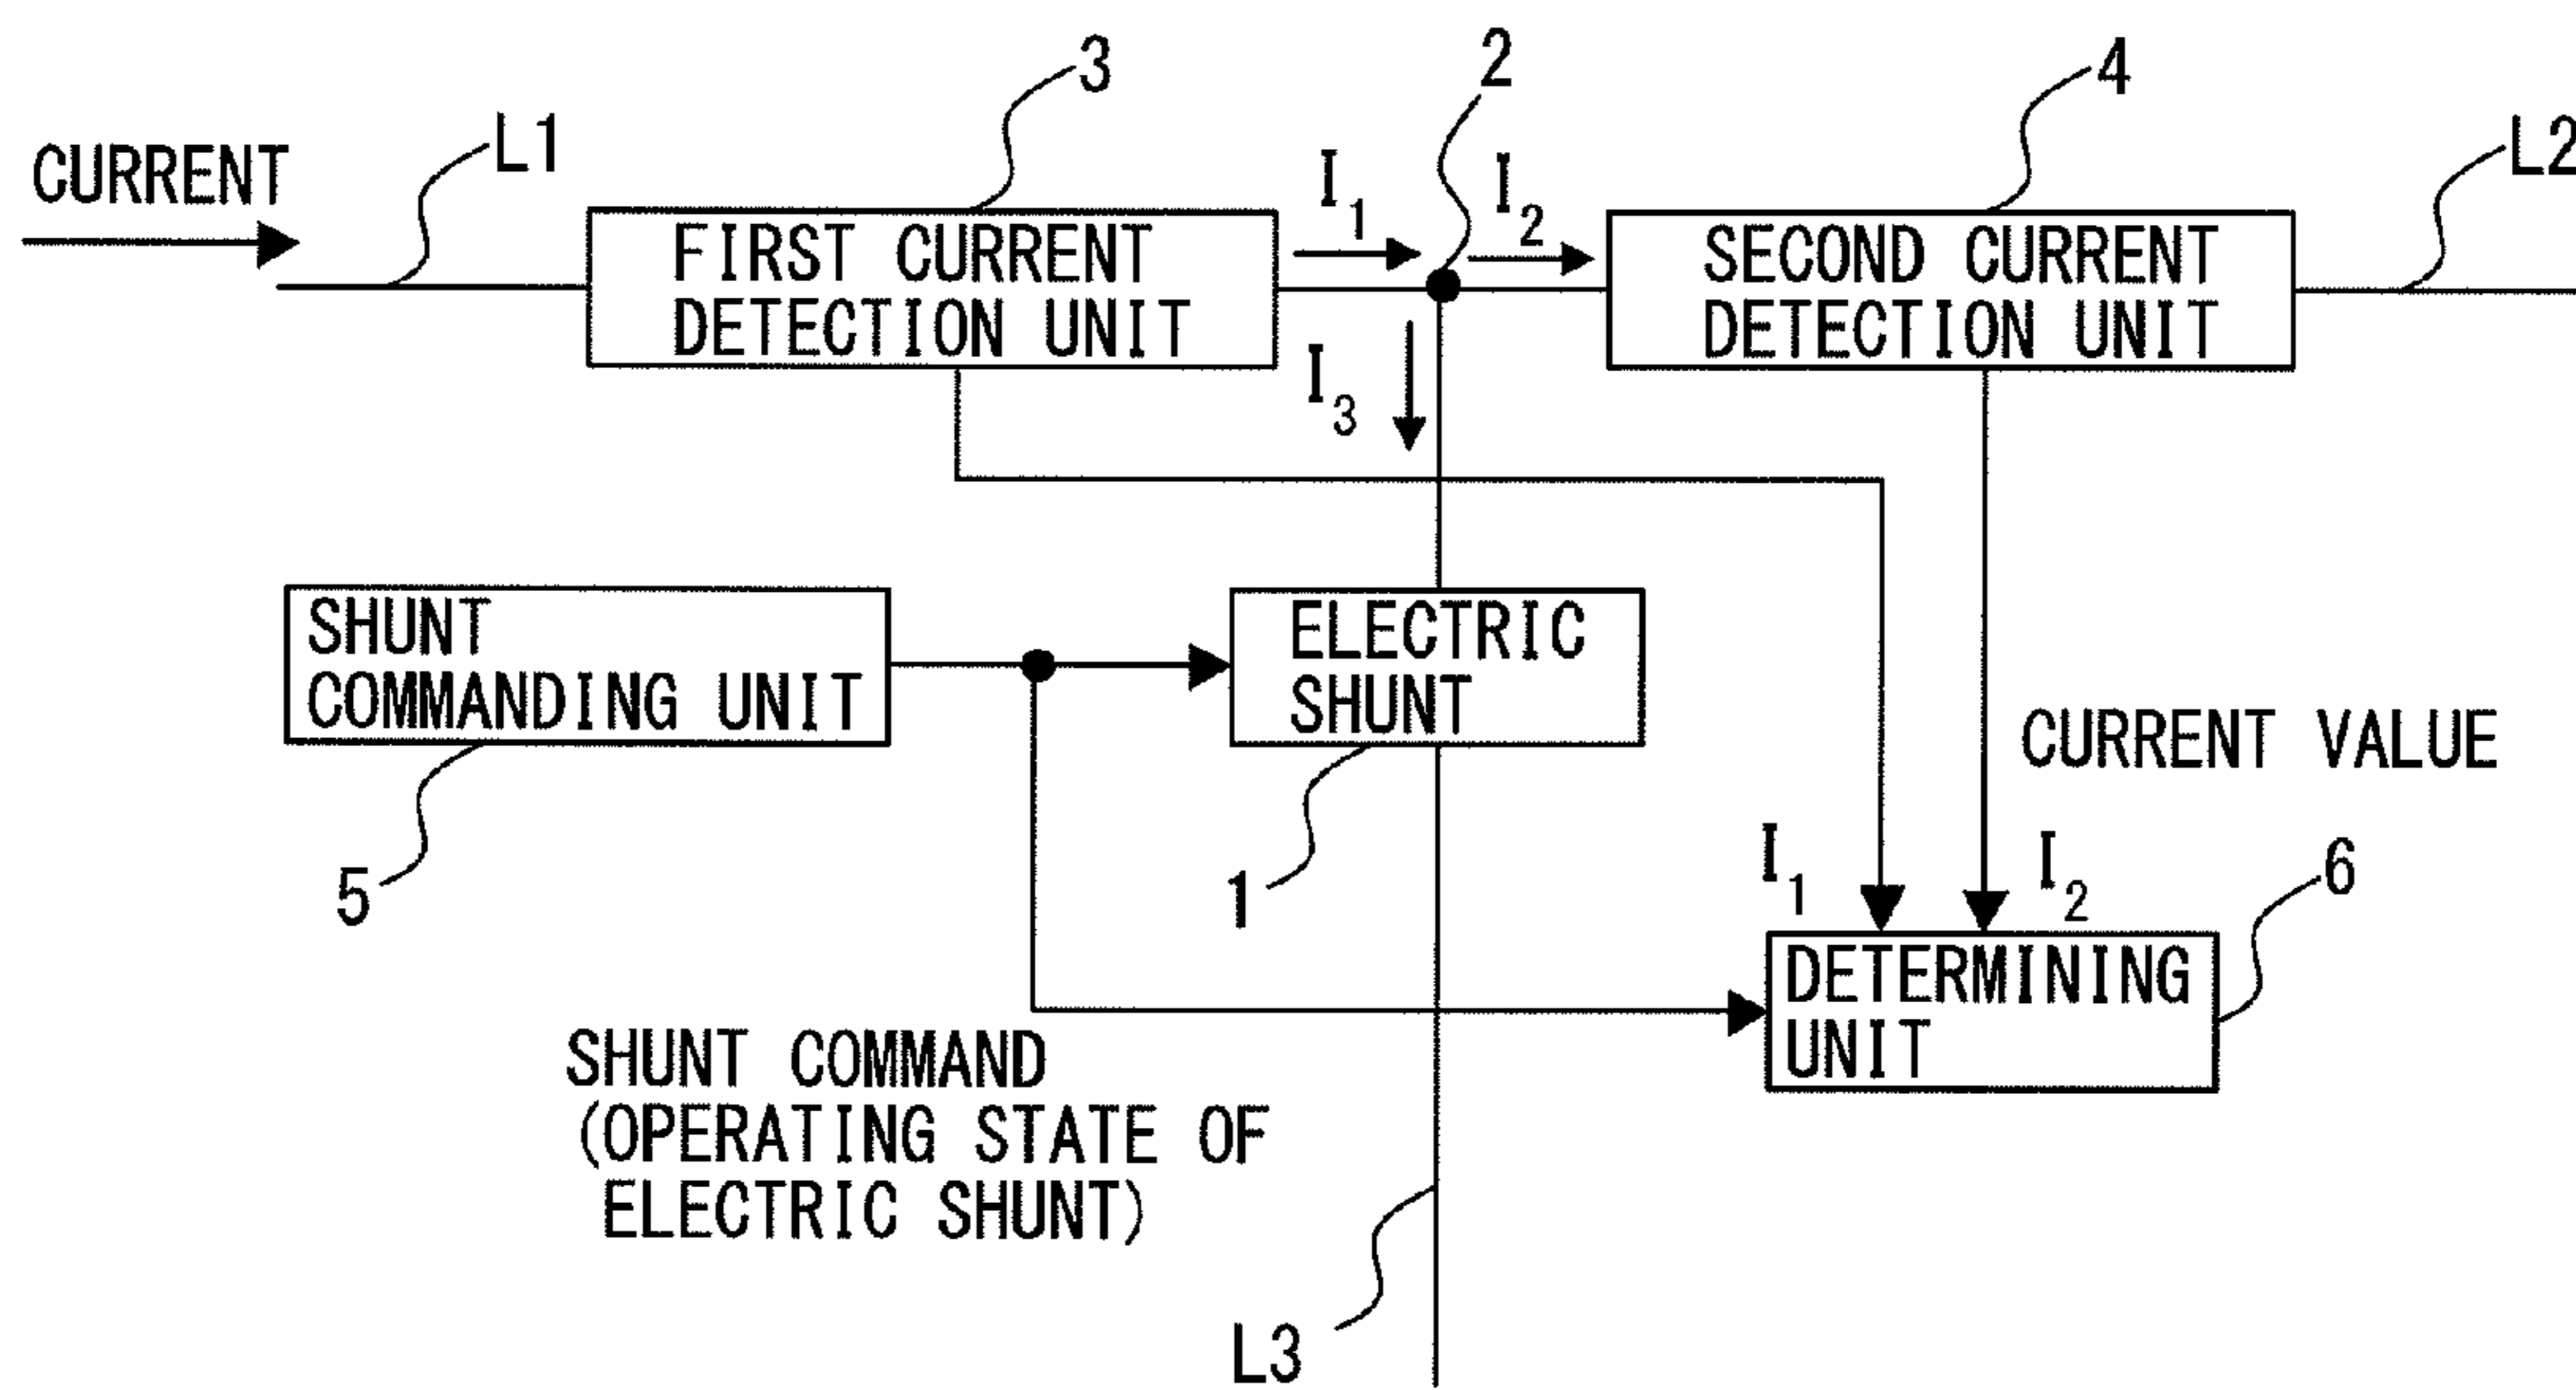 3
2
4
L1
L2
CURRENT
I1
I2
FIRST CURRENT
DETECTION UNIT
SECOND CURRENT
DETECTION UNIT
I3
SHUNT
COMMANDING UNIT
ELECTRIC
SHUNT
CURRENT VALUE
5
1
I1
I2
6
DETERMINING
UNIT
SHUNT COMMAND
(OPERATING STATE OF
ELECTRIC SHUNT)
L3